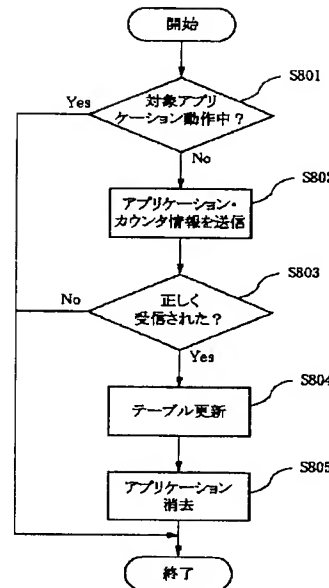 開始
S801
対象アプリ
ケーション動作中？
Yes
No
S802
アプリケーション・
カウンタ情報を送信
S803
正しく
受信された？
No
Yes
S804
テーブル更新
S805
アプリケーション
消去
終了